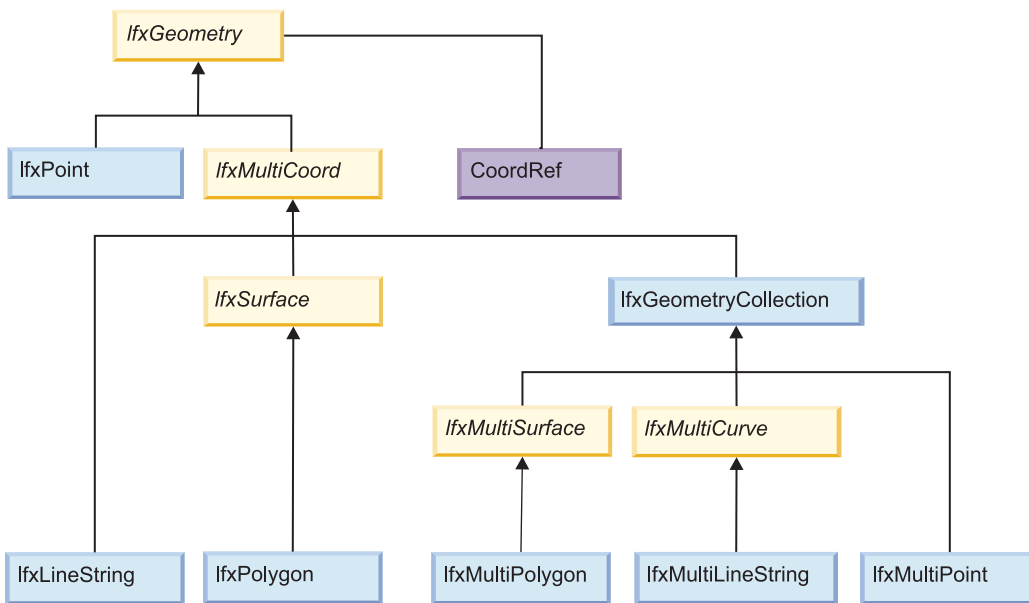 IfxGeometry
IfxPoint
IfxMultiCoord
CoordRef
IfxSurface
IfxGeometryCollection
IfxMultiSurface
IfxMultiCurve
IfxLineString
IfxPolygon
IfxMultiPolygon
IfxMultiLineString
IfxMultiPoint